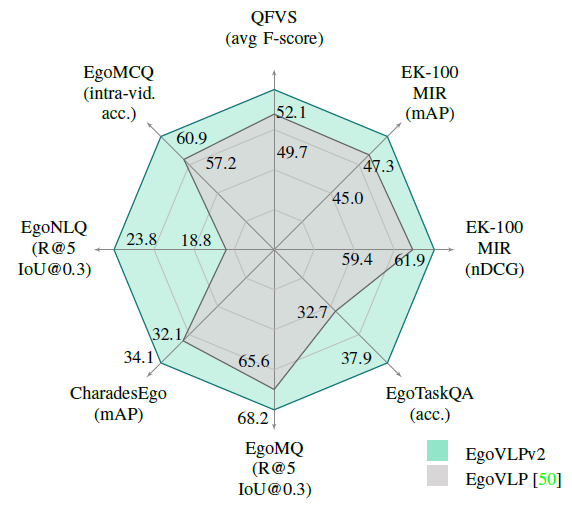 QFVS
(avg F-score)
EgoMCQ
(intra-vid.
acc.)
EK-100
MIR
(mAP)
52.1
60.9
49.7
57.2
47.3
45.0
EgoNLQ
(R@5
IoU@0.3)
23.8
18.8
59.4
61.9
EK-100
MIR
(nDCG)
32.7
32.1
34.1
65.6
37.9
CharadesEgo
(mAP)
68.2
EgoTaskQA
(acc.)
EgoMQ
(R@5
IoU@0.3)
EgoVLPv2
EgoVLP [50]